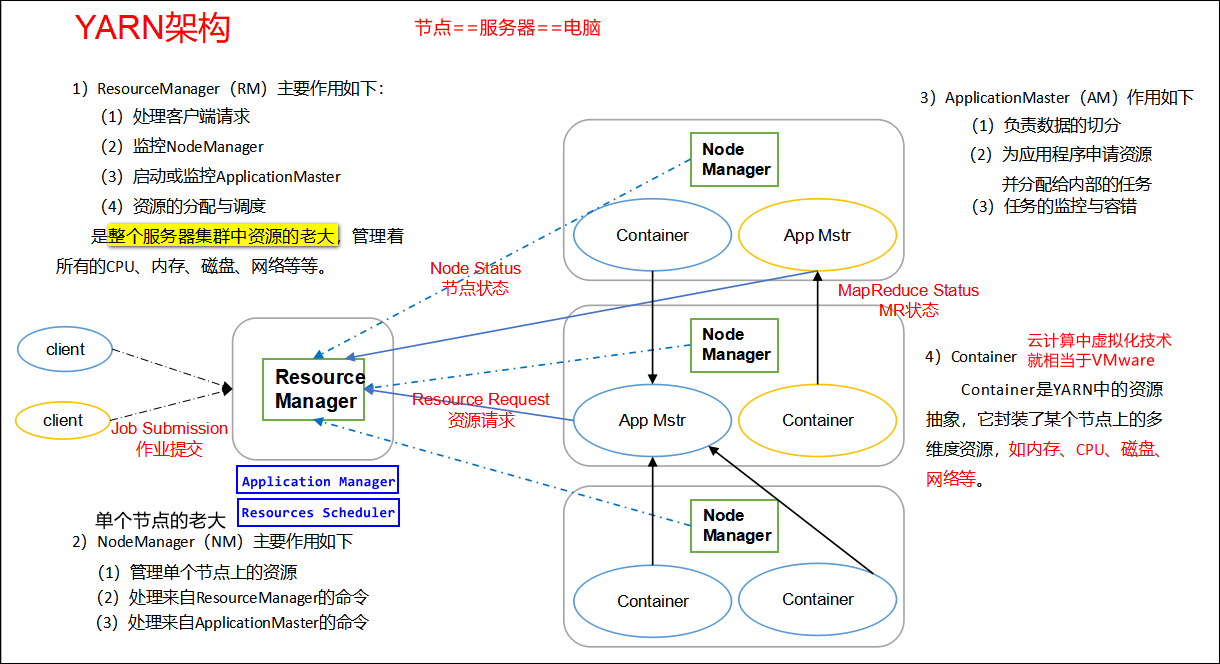 YARN架构
节点==服务器==电脑
1）ResourceManager（RM）主要作用如下：
（1）处理客户端请求
（2）监控NodeManager
（3）启动或监控ApplicationMaster
（4）资源的分配与调度
是整个服务器集群中资源的老大，管理着
所有的CPU、内存、磁盘、网络等等。
3）ApplicationMaster（AM）作用如下
（1）负责数据的切分
（2）为应用程序申请资源
并分配给内部的任务
（3）任务的监控与容错
Node
Manager
Container
App Mstr
Node Status
节点状态
MapReduce Status
MR状态
client
client
Job Submission
作业提交
Resource
Manager
Resource Request
资源请求
Node
Manager
App Mstr
Container
4）Container
云计算中虚拟化技术
就相当于VMware
Container是YARN中的资源
抽象，它封装了某个节点上的多
维度资源，如内存、CPU、磁盘、
网络等。
Application Manager
Resources Scheduler
单个节点的老大
2）NodeManager（NM）主要作用如下
（1）管理单个节点上的资源
（2）处理来自ResourceManager的命令
（3）处理来自ApplicationMaster的命令
Node
Manager
Container
Container